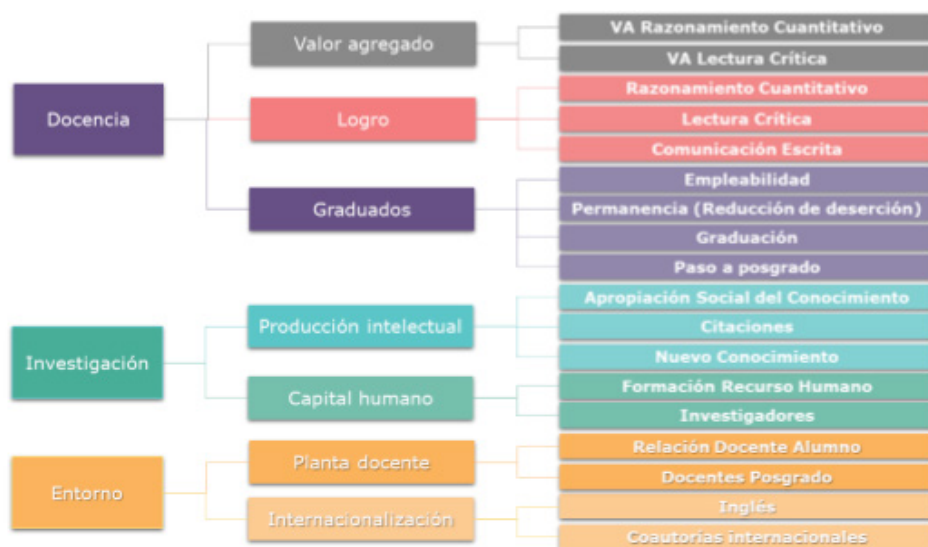 Docencia
Valor agregado
VA Razonamiento Cuantitativo
VA Lectura Crítica
Logro
Razonamiento Cuantitativo
Lectura Crítica
Comunicación Escrita
Graduados
Empleabilidad
Permanencia (Reducción de deserción)
Graduación
Paso a posgrado
Investigación
Producción intelectual
Apropiación Social del Conocimiento
Citaciones
Nuevo Conocimiento
Capital humano
Formación Recurso Humano
Investigadores
Entorno
Planta docente
Relación Docente Alumno
Docentes Posgrado
Internacionalización
Inglés
Coautorías internacionales